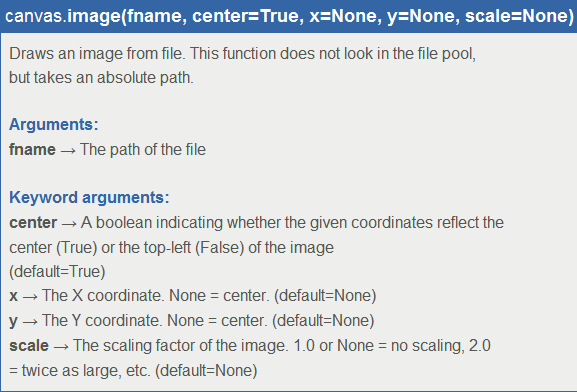 canvas.image(fname, center=True, x=None, y=None, scale=None)
Draws an image from file. This function does not look in the file pool,
but takes an absolute path.
Arguments:
fname → The path of the file
Keyword arguments:
center → A boolean indicating whether the given coordinates reflect the
center (True) or the top-left (False) of the image
(default=True)
x → The X coordinate. None = center. (default=None)
y → The Y coordinate. None = center. (default=None)
scale → The scaling factor of the image. 1.0 or None = no scaling, 2.0
= twice as large, etc. (default=None)